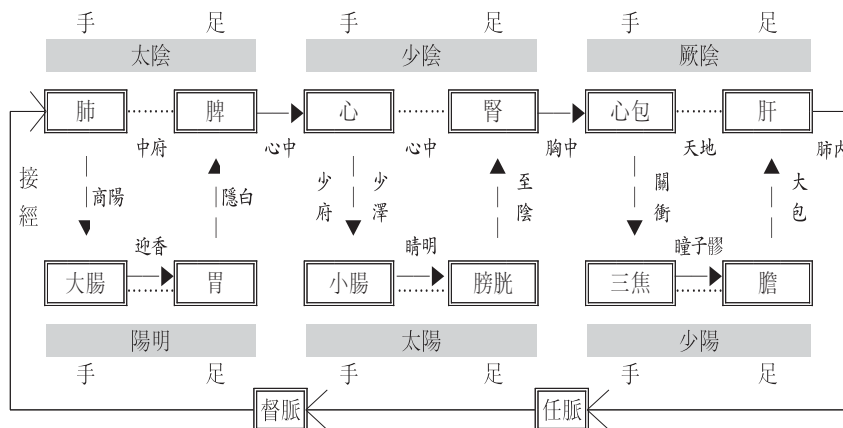 手 足 手 足 手 足
太陰 少陰 厥陰
肺 脾 心 腎 心包 肝
中府 心中 心中 胸中 天地 肺内
接經
商陽
隱白
少府
少澤
至陰
關衝
大包
迎香 睛明 瞳子髎
大腸 胃 小腸 膀胱 三焦 膽
陽明 太陽 少陽
手 足 手 足 手 足
督脈 任脈